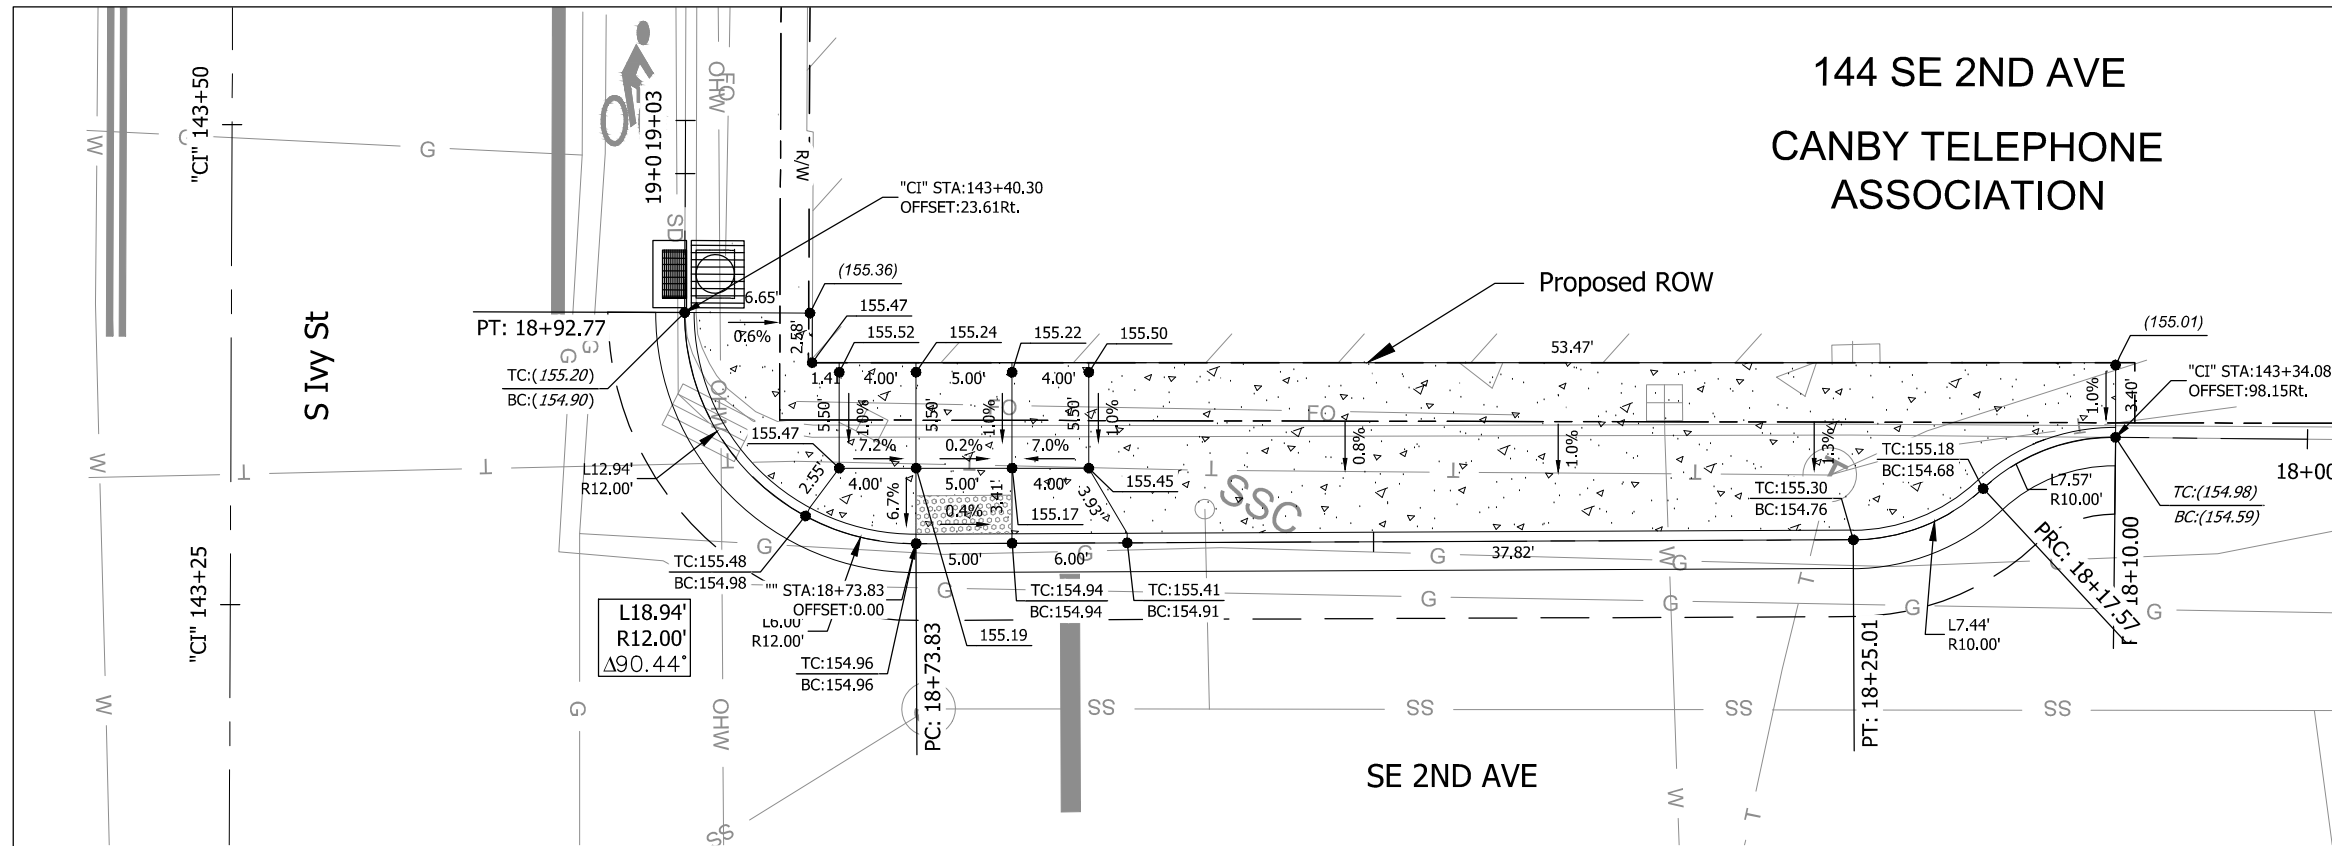 144 SE 2ND AVE
CANBY TELEPHONE
ASSOCIATION
"CI" 143+50
"CI" 143+25
S Ivy St
19+03
OHW
FO
SD
R/W
"CI" STA:143+40.30
OFFSET:23.61Rt.
(155.36)
6.65'
0.6%
2.58'
155.47
155.52
155.24
155.22
155.50
53.47'
Proposed ROW
(155.01)
"CI" STA:143+34.08
OFFSET:98.15Rt.
PT: 18+92.77
TC:(155.20)
BC:(154.90)
1.41'
4.00'
5.00'
4.00'
5.50'
1.0%
5.50'
1.0%
5.50'
1.0%
FO
0.8%
1.0%
1.3%
1.0%
3.40'
155.47
7.2%
0.2%
7.0%
L12.94'
R12.00'
2.55'
4.00'
5.00'
4.00'
155.45
6.7%
0.4%
3.41'
155.17
3.93'
SSC
TC:155.18
BC:154.68
TC:155.30
BC:154.76
L7.57'
R10.00'
TC:(154.98)
BC:(154.59)
PRC: 18+17.57
18+10.00
TC:155.48
BC:154.98
5.00'
6.00'
37.82'
"" STA:18+73.83
OFFSET:0.00
TC:154.94
BC:154.94
TC:155.41
BC:154.91
L18.94'
R12.00'
Δ90.44°
L6.00'
R12.00'
155.19
L7.44'
R10.00'
TC:154.96
BC:154.96
PC: 18+73.83
PT: 18+25.01
OHW
SS
SS
SS
SS
SS
SE 2ND AVE
W
W
W
W
W
W
G
G
G
G
G
G
G
G
G
G
G
G
T
T
T
T
T
T
T
T